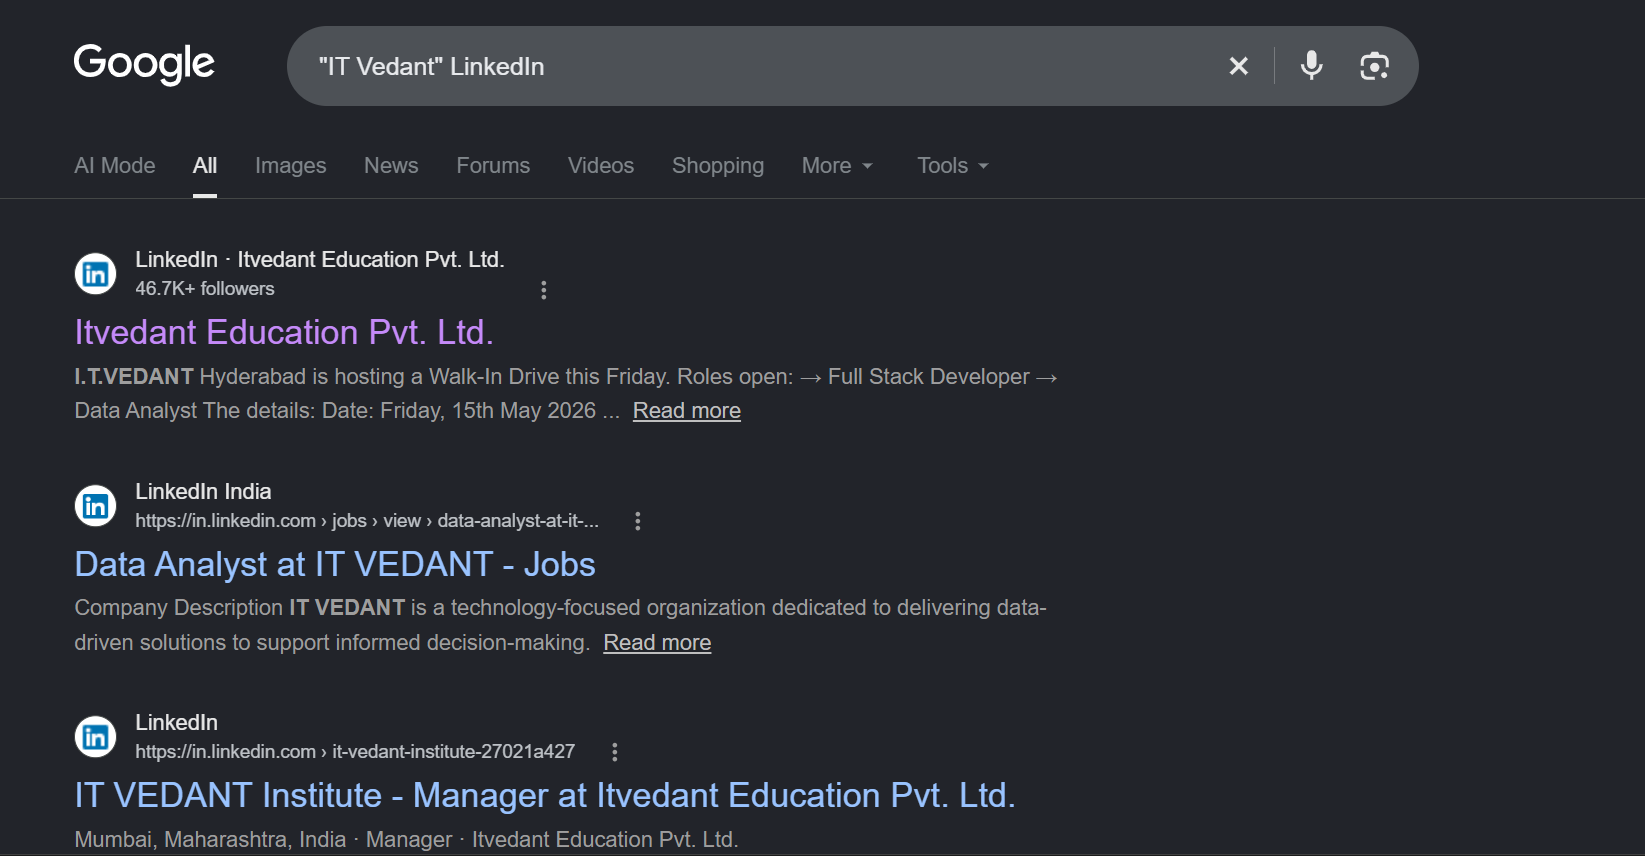 Google
"IT Vedant" LinkedIn
AI Mode
All
Images
News
Forums
Videos
Shopping
More
Tools
in
LinkedIn · Itvedant Education Pvt. Ltd.
46.7K+ followers
Itvedant Education Pvt. Ltd.
I.T.VEDANT Hyderabad is hosting a Walk-In Drive this Friday. Roles open: → Full Stack Developer →
Data Analyst The details: Date: Friday, 15th May 2026 ... Read more
in
LinkedIn India
https://in.linkedin.com › jobs › view › data-analyst-at-it-...
Data Analyst at IT VEDANT - Jobs
Company Description IT VEDANT is a technology-focused organization dedicated to delivering data-
driven solutions to support informed decision-making. Read more
in
LinkedIn
https://in.linkedin.com › it-vedant-institute-27021a427
IT VEDANT Institute - Manager at Itvedant Education Pvt. Ltd.
Mumbai, Maharashtra, India · Manager · Itvedant Education Pvt. Ltd.